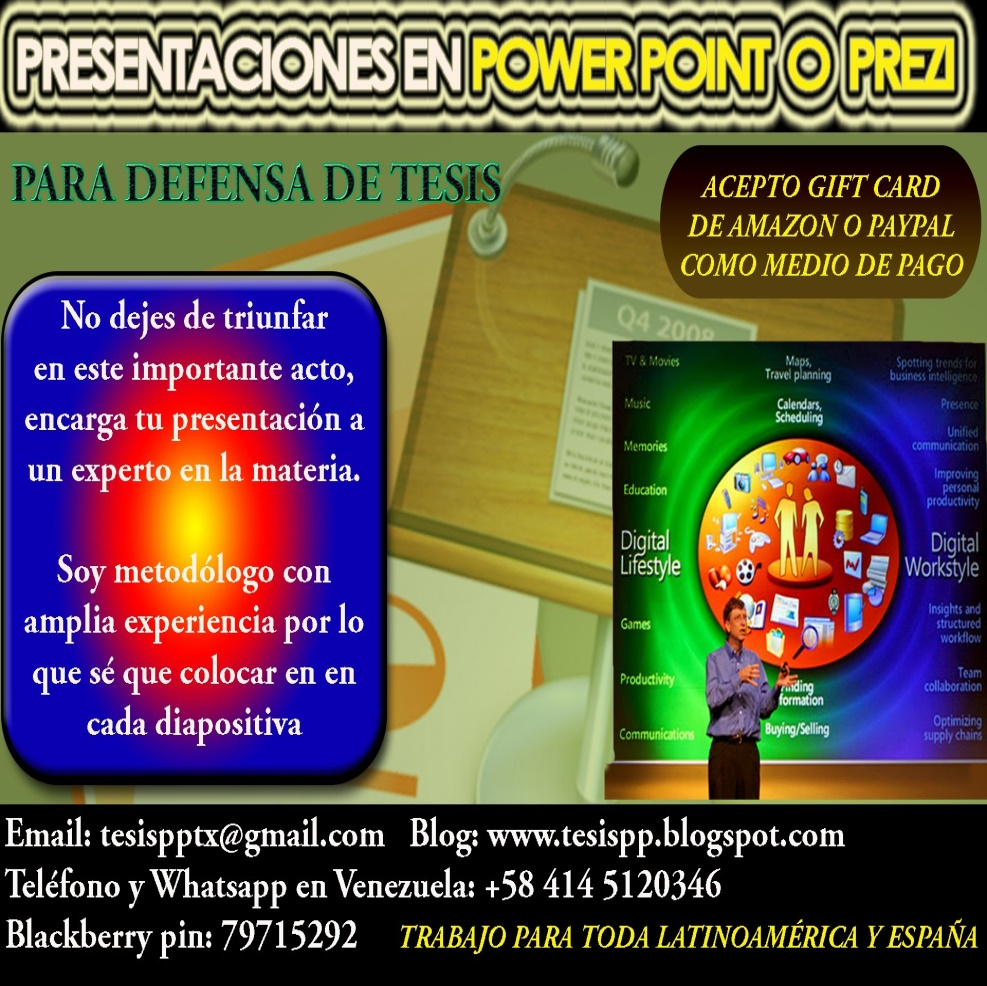 PRESENTACIONES EN POWER POINT O PREZI
PARA DEFENSA DE TESIS
ACEPTO GIFT CARD
DE AMAZON O PAYPAL
COMO MEDIO DE PAGO
No dejes de triunfar
en este importante acto,
encarga tu presentación a
un experto en la materia.
Soy metodólogo con
amplia experiencia por lo
que sé que colocar en en
cada diapositiva
Q4 2008
TV & Movies
Music
Memories
Education
Digital
Lifestyle
Games
Productivity
Communications
Maps,
Travel planning
Calendars,
Scheduling
Buying/Selling
Spotting trends for
business intelligence
Presence
Unified
communication
Improving
personal
productivity
Digital
Workstyle
Insights and
structured
workflow
Team
collaboration
Optimizing
supply chains
Email: tesispptx@gmail.com Blog: www.tesispp.blogspot.com
Teléfono y Whatsapp en Venezuela: +58 414 5120346
Blackberry pin: 79715292 TRABAJO PARA TODA LATINOAMÉRICA Y ESPAÑA